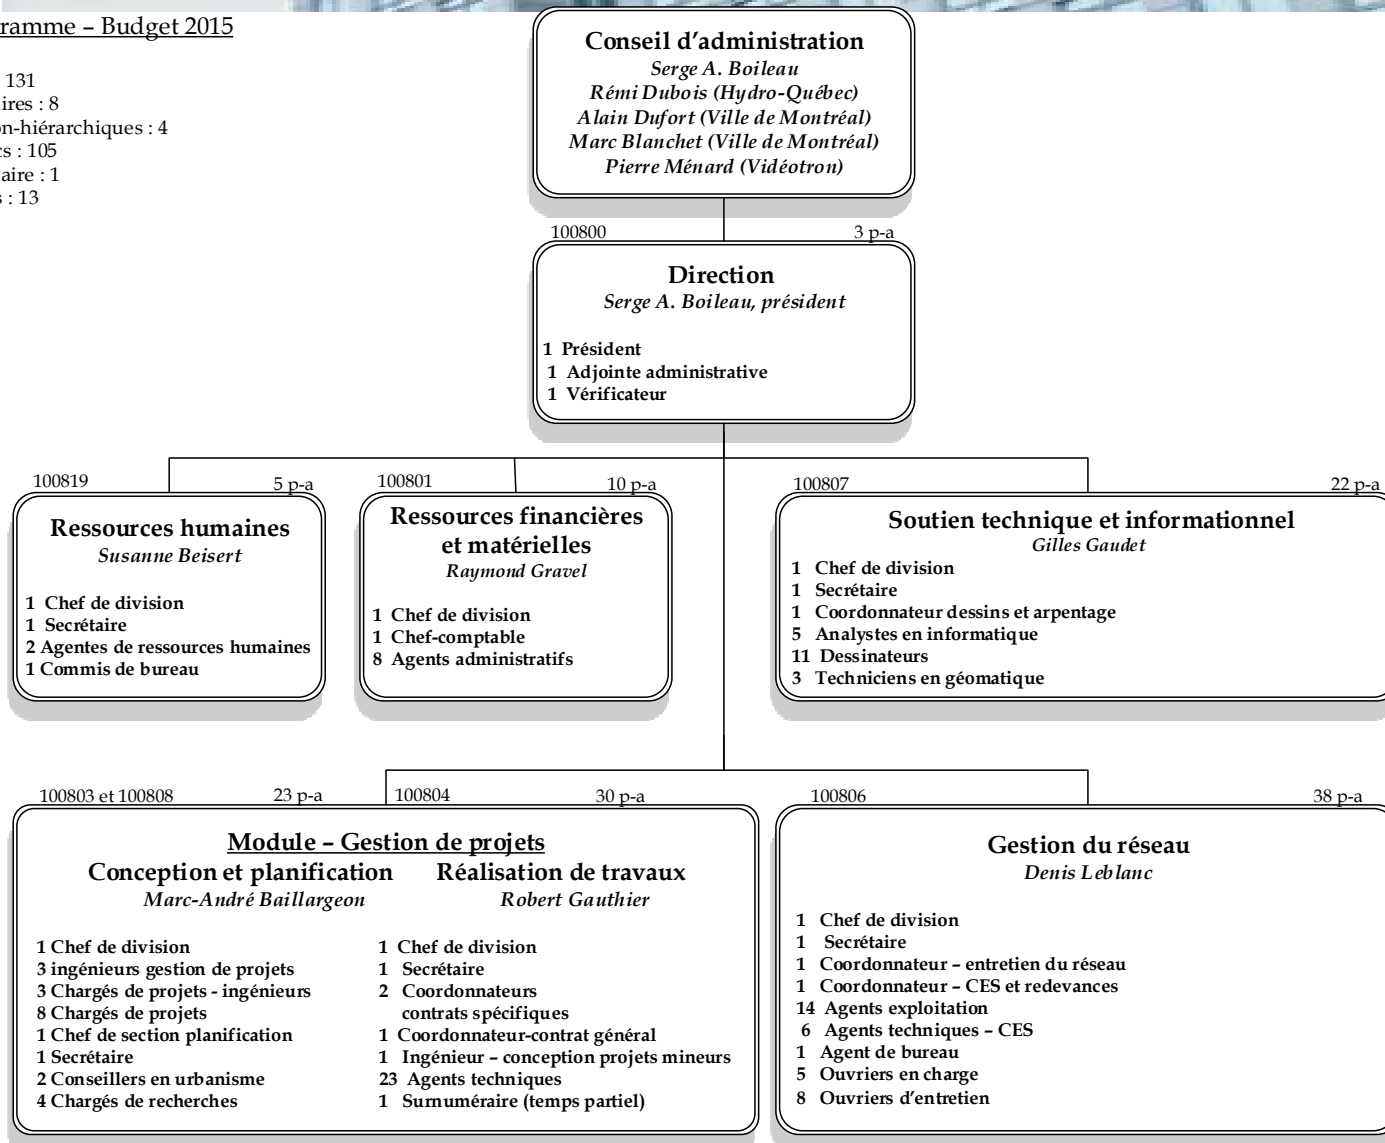 ramme – Budget 2015
: 131
ires : 8
on-hiérarchiques : 4
cs : 105
aire : 1
s : 13
Conseil d'administration
Serge A. Boileau
Rémi Dubois (Hydro-Québec)
Alain Dufort (Ville de Montréal)
Marc Blanchet (Ville de Montréal)
Pierre Ménard (Vidéotron)
100800 3 p-a
Direction
Serge A. Boileau, président
1 Président
1 Adjointe administrative
1 Vérificateur
100819 5 p-a
Ressources humaines
Susanne Beisert
1 Chef de division
1 Secrétaire
2 Agentes de ressources humaines
1 Commis de bureau
100801 10 p-a
Ressources financières
et matérielles
Raymond Gravel
1 Chef de division
1 Chef-comptable
8 Agents administratifs
100807 22 p-a
Soutien technique et informationnel
Gilles Gaudet
1 Chef de division
1 Secrétaire
1 Coordonnateur dessins et arpentage
5 Analystes en informatique
11 Dessinateurs
3 Techniciens en géomatique
100803 et 100808 23 p-a
100804 30 p-a
Module – Gestion de projets
Conception et planification
Marc-André Baillargeon
1 Chef de division
3 ingénieurs gestion de projets
3 Chargés de projets - ingénieurs
8 Chargés de projets
1 Chef de section planification
1 Secrétaire
2 Conseillers en urbanisme
4 Chargés de recherches
Réalisation de travaux
Robert Gauthier
1 Chef de division
1 Secrétaire
2 Coordonnateurs
contrats spécifiques
1 Coordonnateur-contrat général
1 Ingénieur – conception projets mineurs
23 Agents techniques
1 Surnuméraire (temps partiel)
100806 38 p-a
Gestion du réseau
Denis Leblanc
1 Chef de division
1 Secrétaire
1 Coordonnateur – entretien du réseau
1 Coordonnateur – CES et redevances
14 Agents exploitation
6 Agents techniques – CES
1 Agent de bureau
5 Ouvriers en charge
8 Ouvriers d'entretien